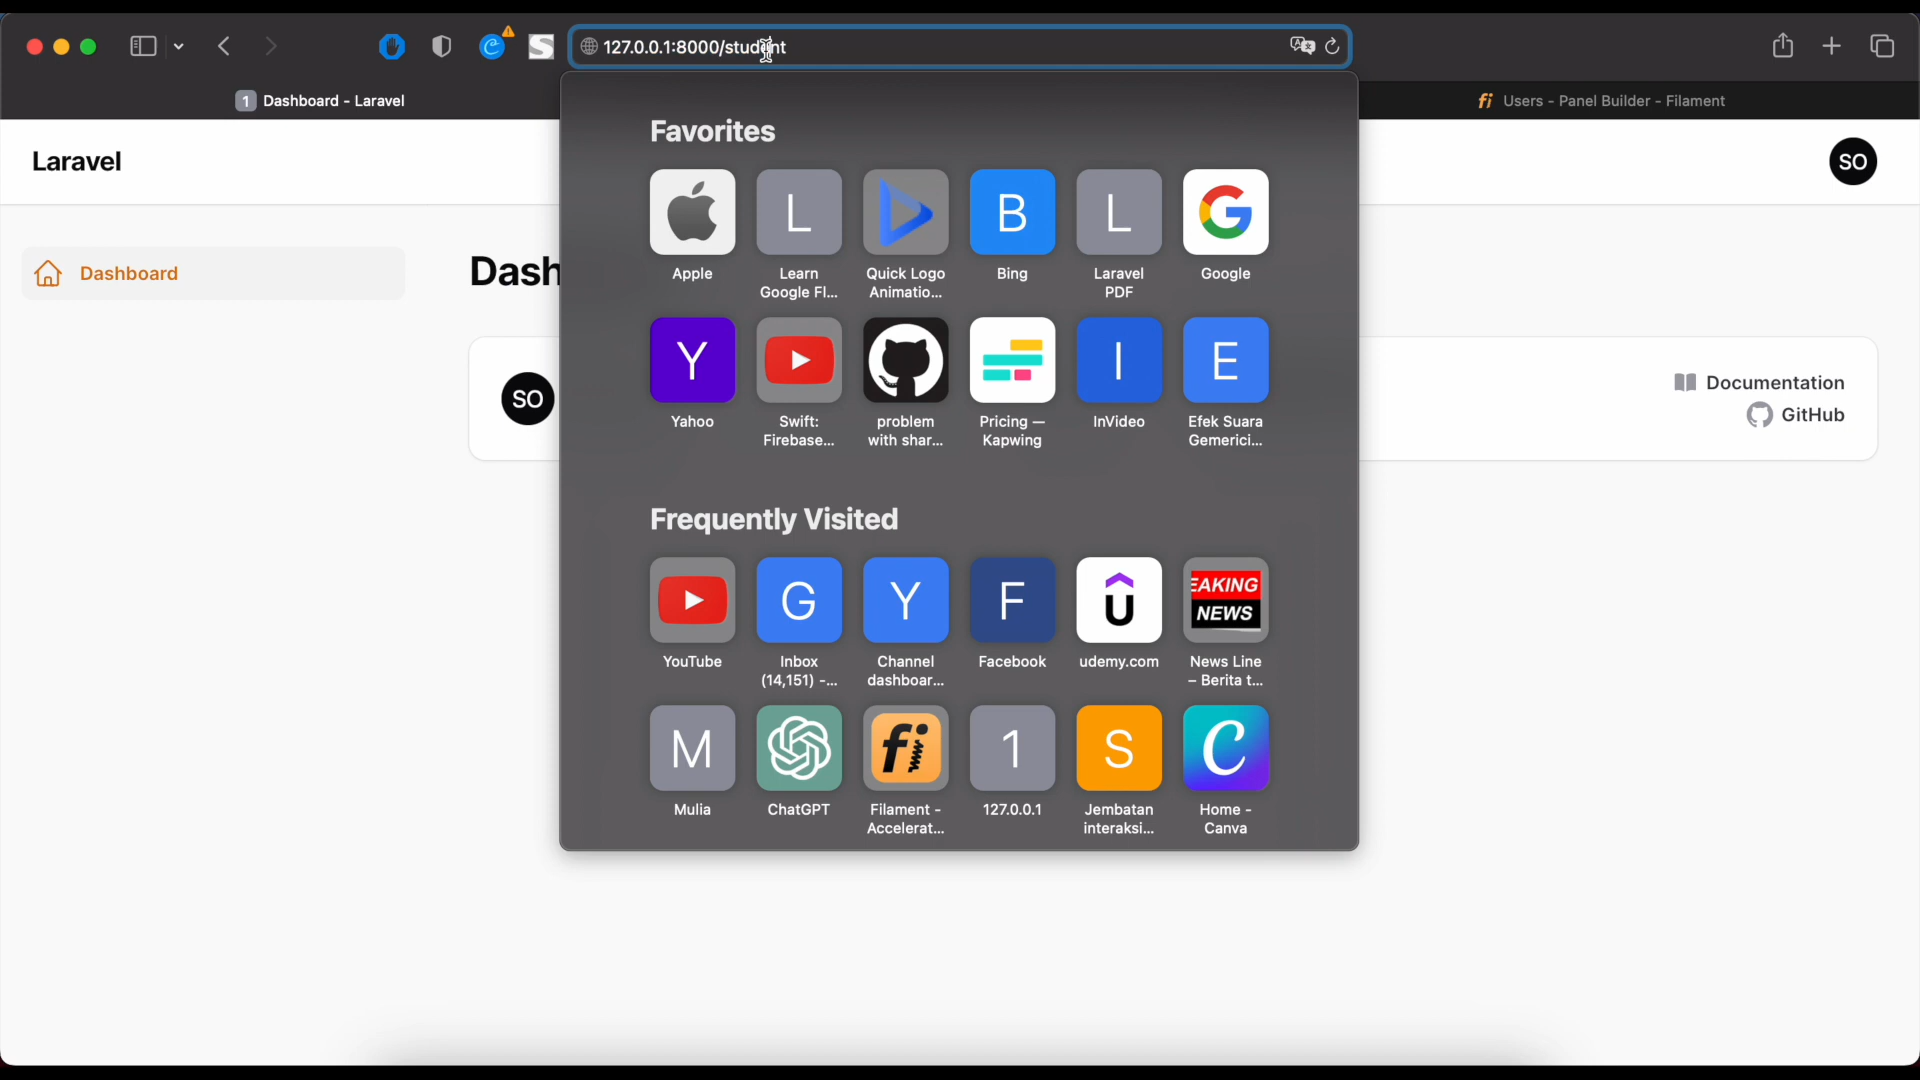 127.0.0.1:8000/student
1 Dashboard - Laravel
Users - Panel Builder - Filament
Laravel
SO
Dashboard
Dash
SO
Documentation
GitHub
Favorites
L
B
L
Apple
Learn
Google Fl...
Quick Logo
Animatio...
Bing
Laravel
PDF
Google
Y
I
E
Yahoo
Swift:
Firebase...
problem
with shar...
Pricing —
Kapwing
InVideo
Efek Suara
Gemerici...
Frequently Visited
G
Y
F
EAKING
NEWS
YouTube
Inbox
(14,151) -...
Channel
dashboar...
Facebook
udemy.com
News Line
– Berita t...
M
fi
1
S
C
Mulia
ChatGPT
Filament -
Accelerat...
127.0.0.1
Jembatan
interaksi...
Home -
Canva